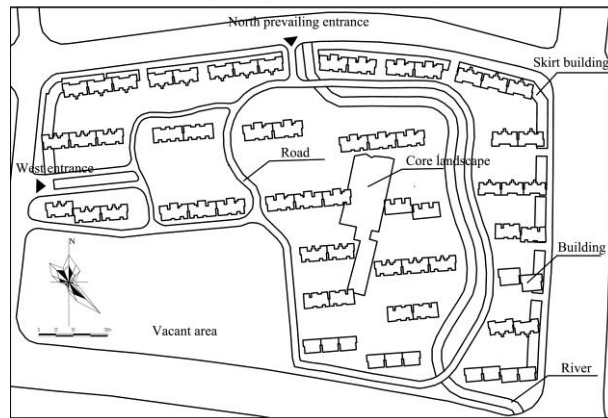 North prevailing entrance
Skirt building
West entrance
Road
Core landscape
Building
N
Vacant area
River